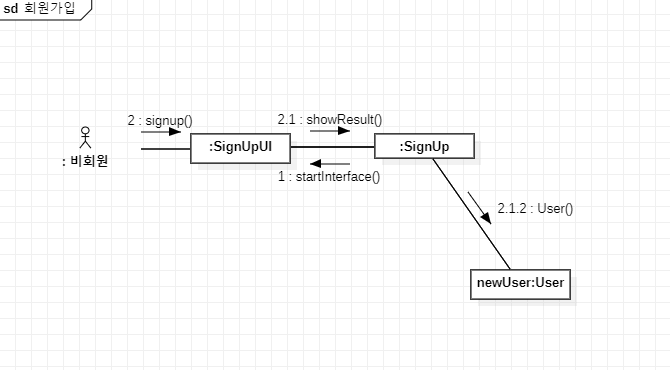 sd 회원가입
2 : signup()
2.1 : showResult()
: 비회원
:SignUpUI
:SignUp
1 : startInterface()
2.1.2 : User()
newUser:User